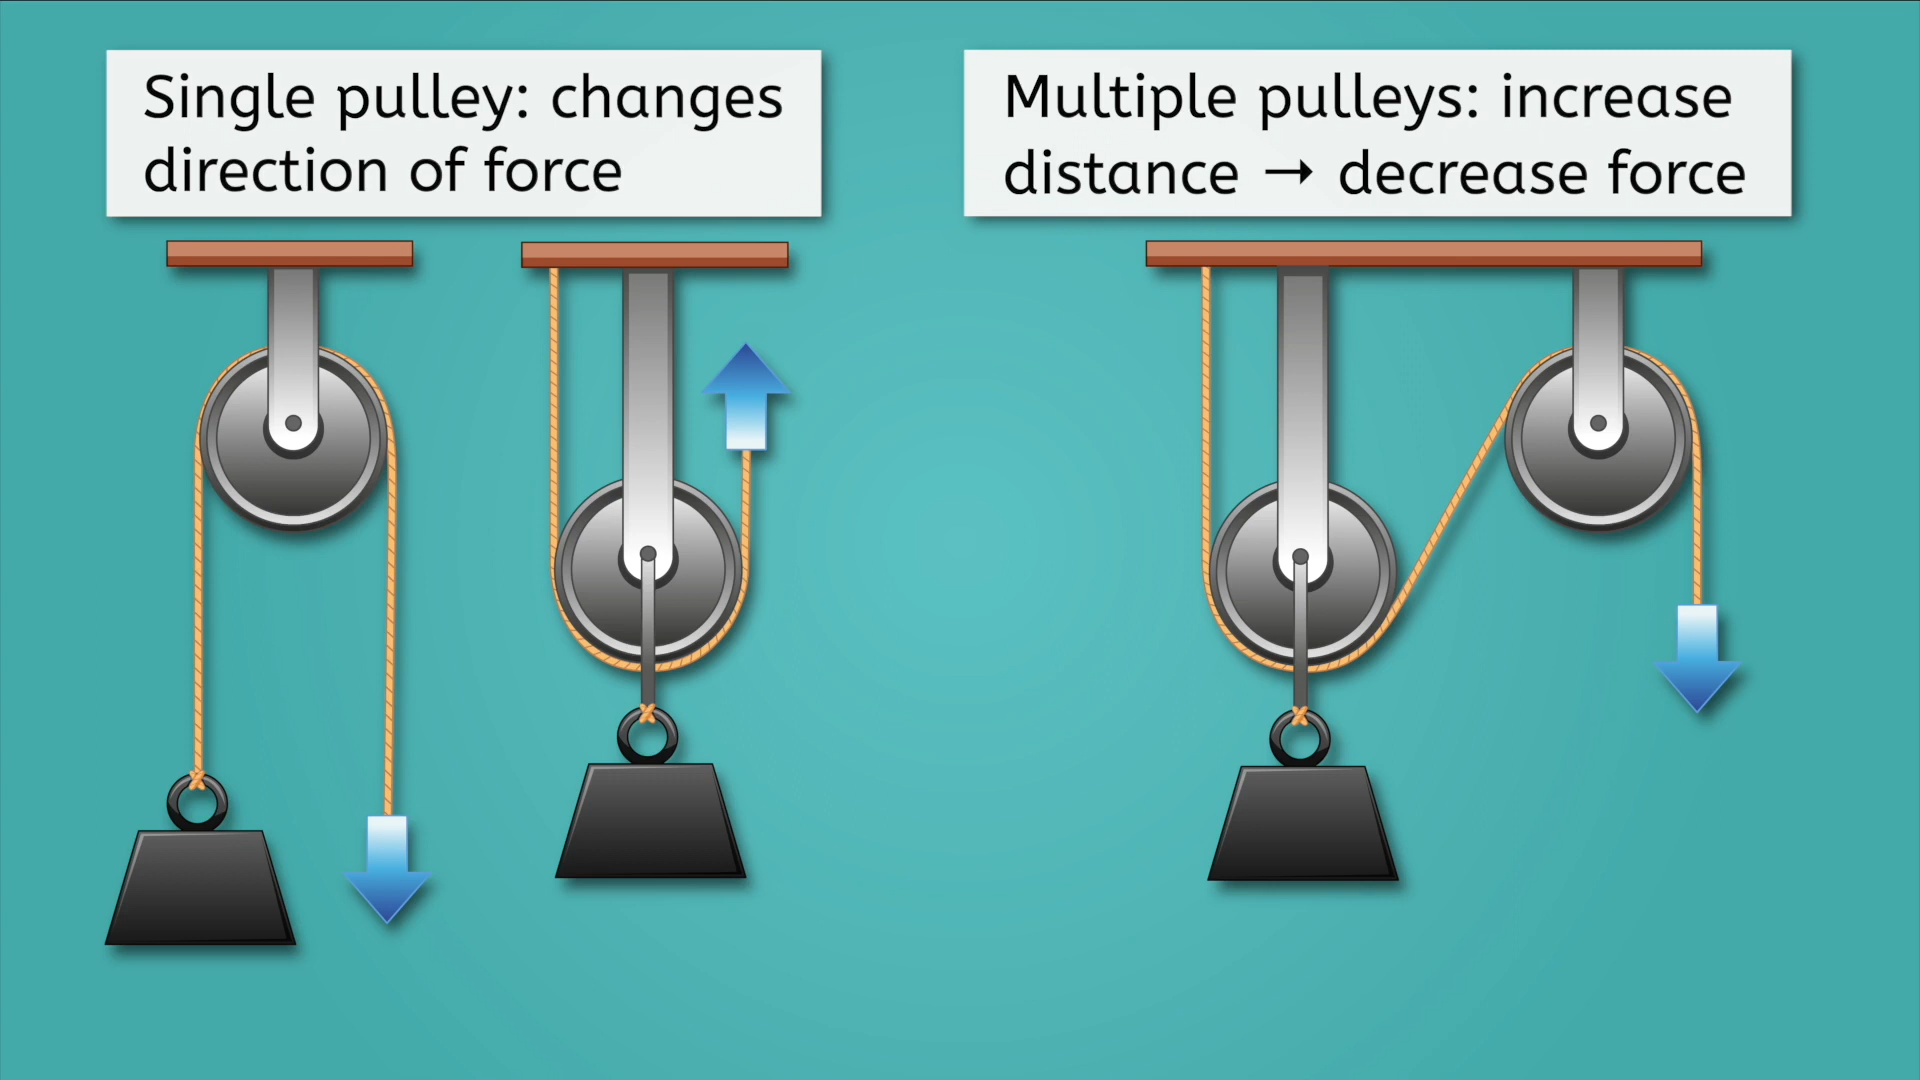 Single pulley: changes
direction of force
Multiple pulleys: increase
distance → decrease force